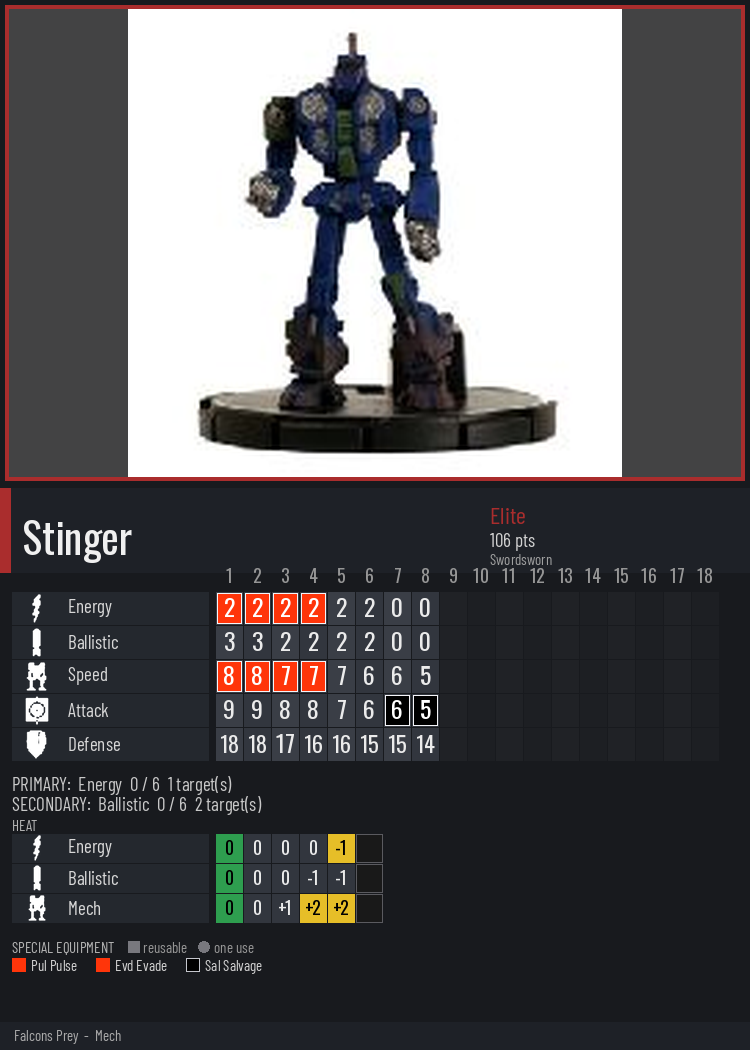 Stinger
Elite
106 pts
Swordsworn
1 2 3 4 5 6 7 8 9 10 11 12 13 14 15 16 17 18
Energy 2 2 2 2 2 2 0 0
Ballistic 3 3 2 2 2 2 0 0
Speed 8 8 7 7 7 6 6 5
Attack 9 9 8 8 7 6 6 5
Defense 18 18 17 16 16 15 15 14
PRIMARY: Energy 0 / 6 1 target(s)
SECONDARY: Ballistic 0 / 6 2 target(s)
HEAT
Energy 0 0 0 0 -1
Ballistic 0 0 0 -1 -1
Mech 0 0 +1 +2 +2
SPECIAL EQUIPMENT reusable one use
Pul Pulse Evd Evade Sal Salvage
Falcons Prey - Mech